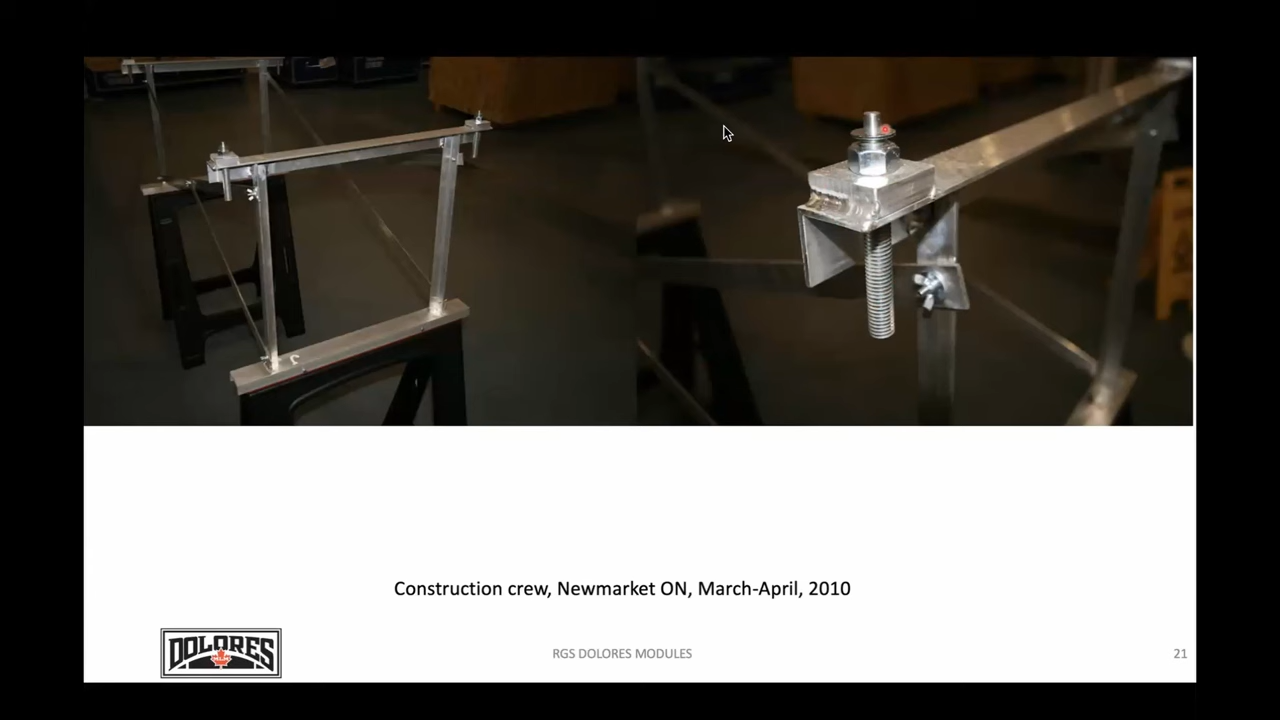 Construction crew, Newmarket ON, March-April, 2010
DOLORES
RGS DOLORES MODULES
21